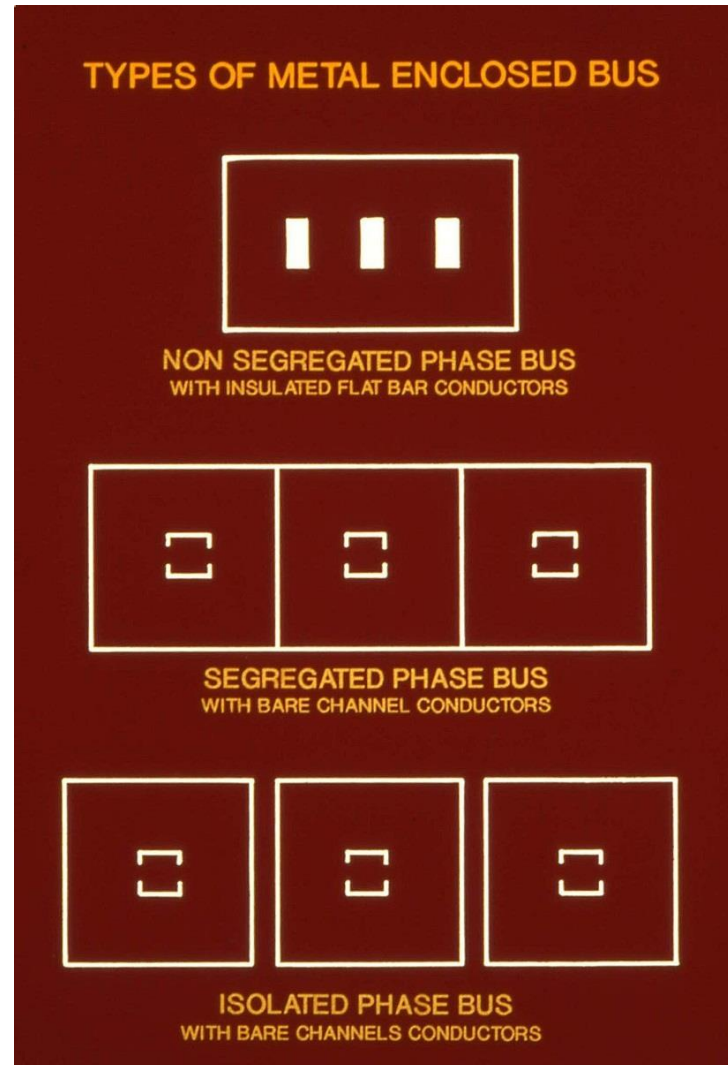 TYPES OF METAL ENCLOSED BUS
NON SEGREGATED PHASE BUS
WITH INSULATED FLAT BAR CONDUCTORS
SEGREGATED PHASE BUS
WITH BARE CHANNEL CONDUCTORS
ISOLATED PHASE BUS
WITH BARE CHANNELS CONDUCTORS